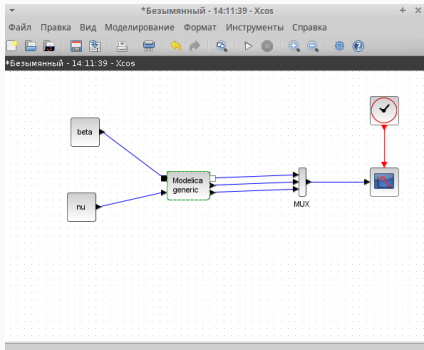 *Безымянный - 14:11:39 - Xcos
Файл Правка Вид Моделирование Формат Инструменты Справка
*Безымянный - 14:11:39 - Xcos
beta
Modelica
generic
nu
MUX